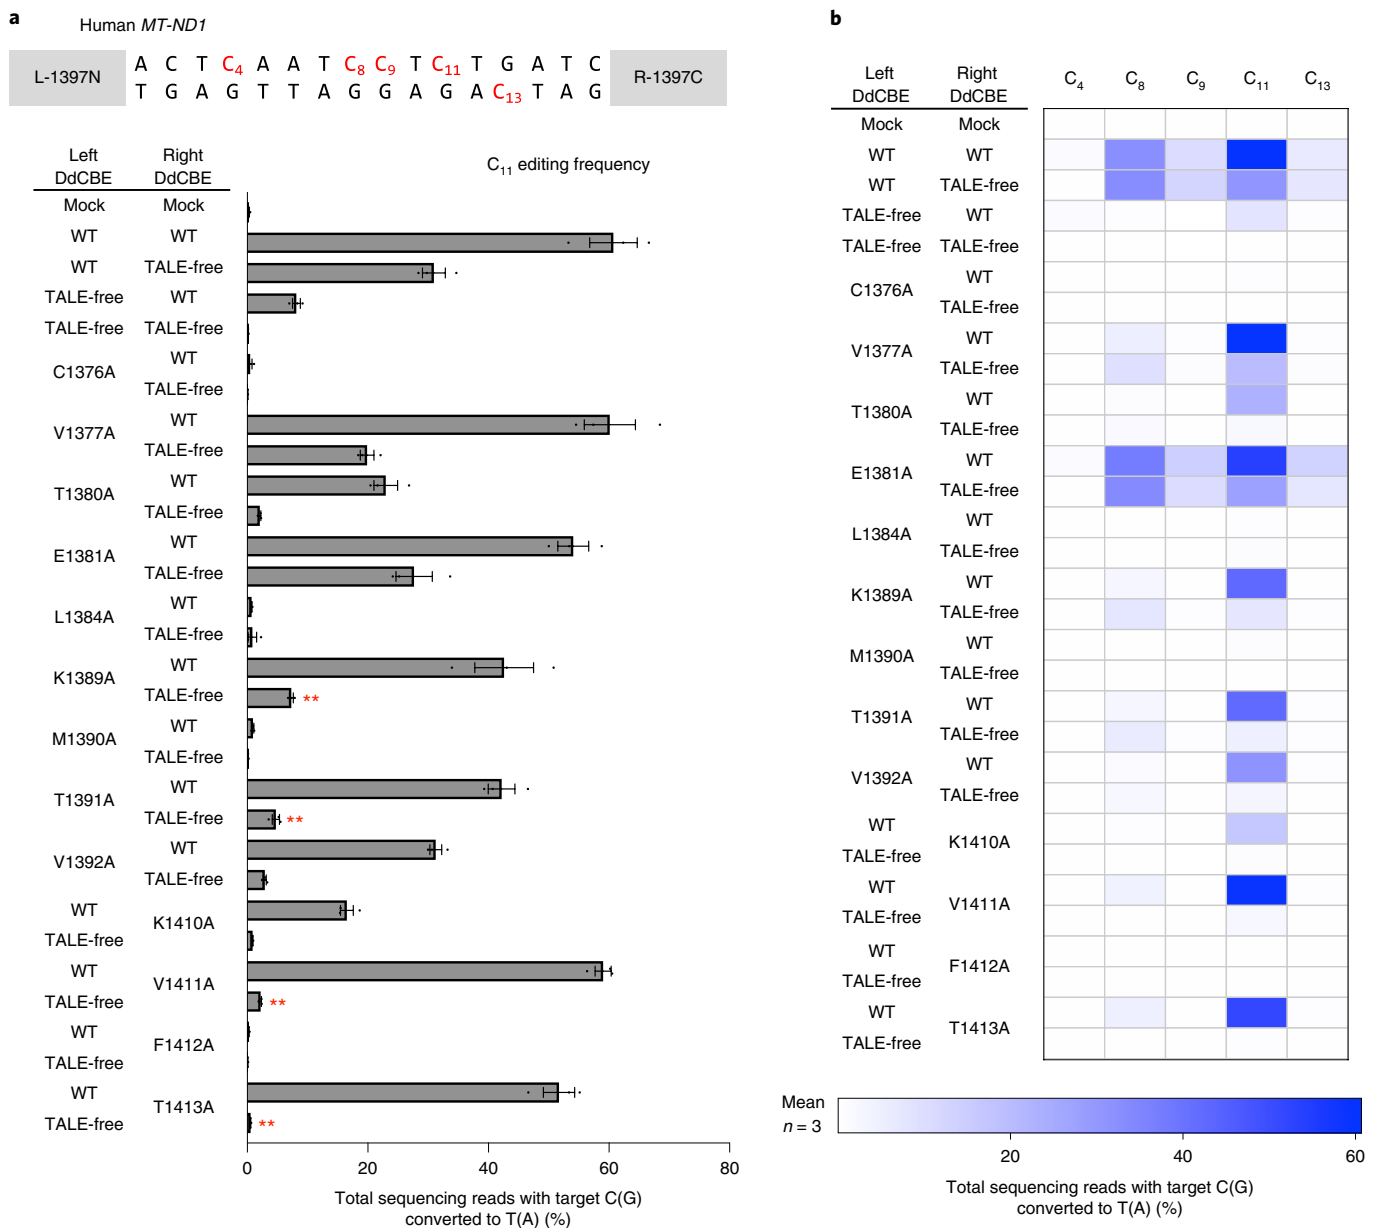 a
Human MT-ND1
L-1397N
A C T C4 A A T C8 C9 T C11 T G A T C
T G A G T T A G G A G A C13 T A G
R-1397C
Left DdCBE
Right DdCBE
C11 editing frequency
Mock Mock
WT WT
WT TALE-free
TALE-free WT
TALE-free TALE-free
C1376A WT
TALE-free
V1377A WT
TALE-free
T1380A WT
TALE-free
E1381A WT
TALE-free
L1384A WT
TALE-free
K1389A WT
TALE-free **
M1390A WT
TALE-free
T1391A WT
TALE-free **
V1392A WT
TALE-free
WT K1410A
TALE-free
WT V1411A
TALE-free **
WT F1412A
TALE-free
WT T1413A
TALE-free **
0 20 40 60 80
Total sequencing reads with target C(G)
converted to T(A) (%)
b
Left DdCBE
Right DdCBE
C4 C8 C9 C11 C13
Mock Mock
WT WT
WT TALE-free
TALE-free WT
TALE-free TALE-free
C1376A WT
TALE-free
V1377A WT
TALE-free
T1380A WT
TALE-free
E1381A WT
TALE-free
L1384A WT
TALE-free
K1389A WT
TALE-free
M1390A WT
TALE-free
T1391A WT
TALE-free
V1392A WT
TALE-free
WT K1410A
TALE-free
WT V1411A
TALE-free
WT F1412A
TALE-free
WT T1413A
TALE-free
Mean
n = 3
20 40 60
Total sequencing reads with target C(G)
converted to T(A) (%)